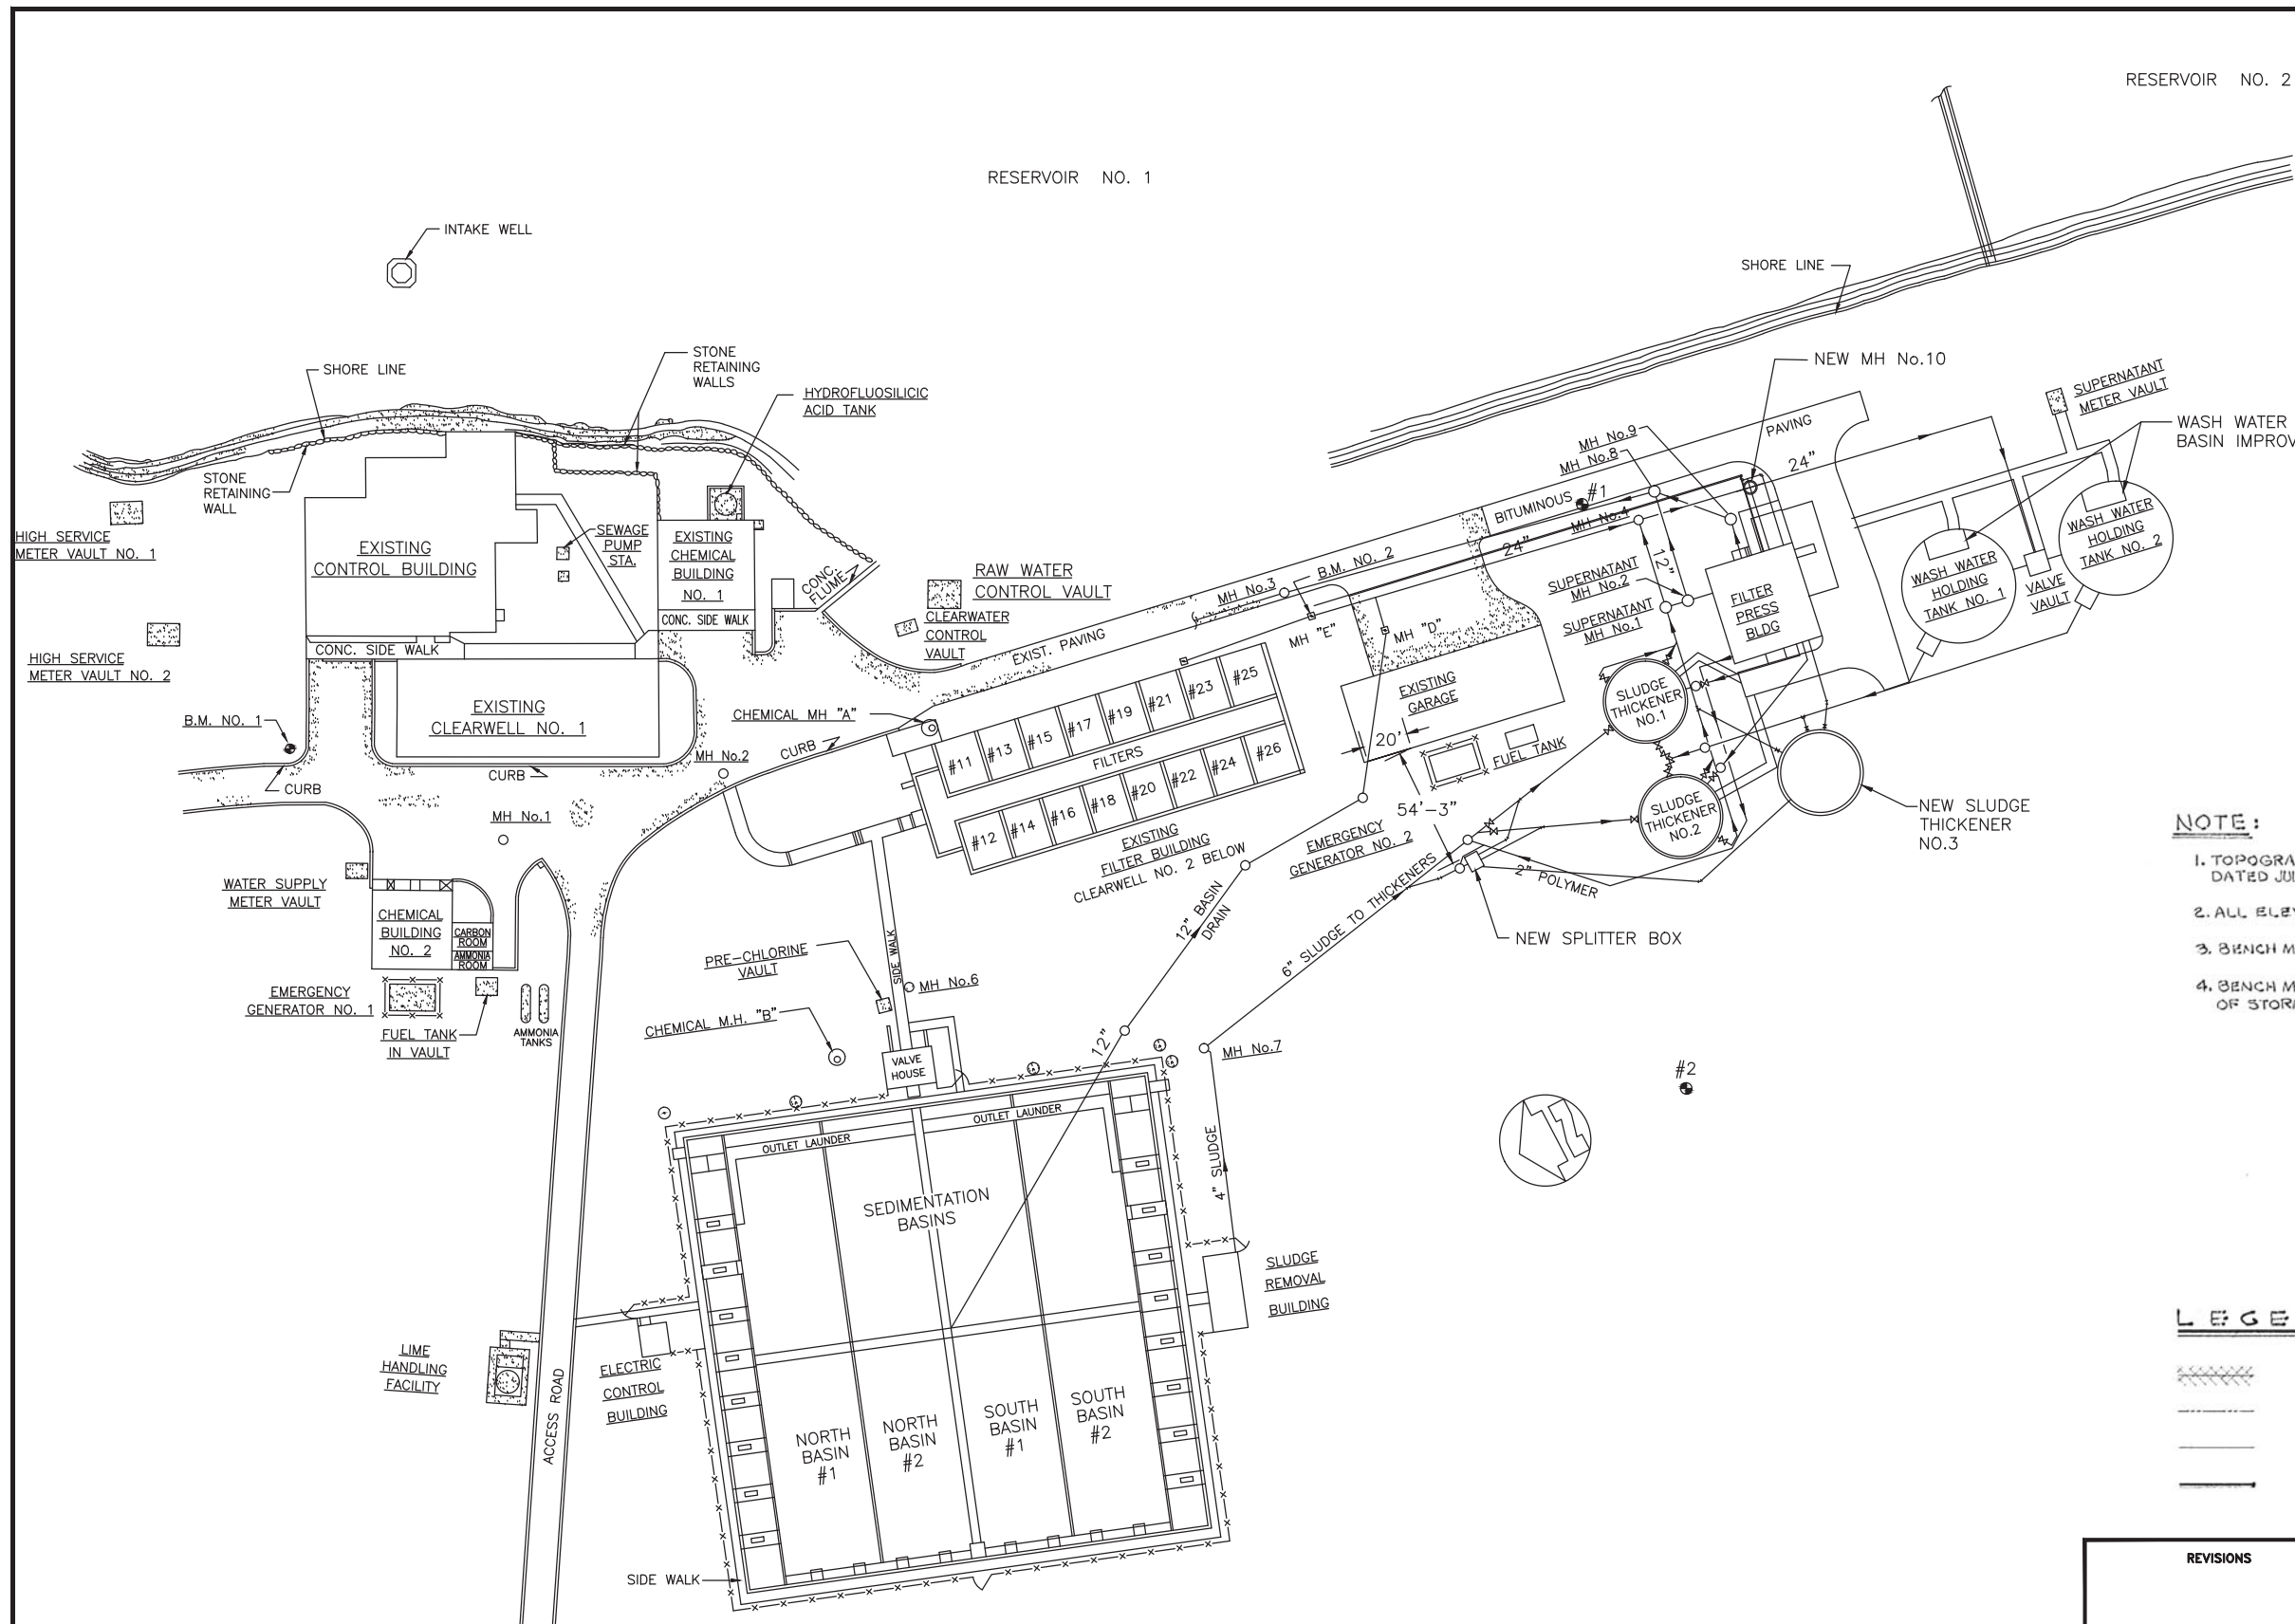 RESERVOIR NO. 2
RESERVOIR NO. 1
INTAKE WELL
SHORE LINE
SHORE LINE
STONE
RETAINING
WALLS
HYDROFLUOSILICIC
ACID TANK
STONE
RETAINING
WALL
HIGH SERVICE
METER VAULT NO. 1
EXISTING
CONTROL BUILDING
SEWAGE
PUMP
STA.
EXISTING
CHEMICAL
BUILDING
NO. 1
CONC. SIDE WALK
CONC.
FLUME
RAW WATER
CONTROL VAULT
CLEARWATER
CONTROL
VAULT
HIGH SERVICE
METER VAULT NO. 2
CONC. SIDE WALK
EXISTING
CLEARWELL NO. 1
B.M. NO. 1
CURB
CURB
CURB
CHEMICAL MH "A"
MH No.2
MH No.1
EXIST. PAVING
MH No.3
B.M. NO. 2
MH "E"
MH "D"
NEW MH No.10
MH No.9
MH No.8
BITUMINOUS
PAVING
#1
MH No.4
24"
24"
12"
SUPERNATANT
METER VAULT
WASH WATER
BASIN IMPROV
WASH WATER
HOLDING
TANK NO. 2
WASH WATER
HOLDING
TANK NO. 1
VALVE
VAULT
SUPERNATANT
MH No.2
SUPERNATANT
MH No.1
FILTER
PRESS
BLDG
EXISTING
GARAGE
20'
FUEL TANK
54'-3"
SLUDGE
THICKENER
NO.1
SLUDGE
THICKENER
NO.2
NEW SLUDGE
THICKENER
NO.3
#11
#13
#15
#17
#19
#21
#23
#25
FILTERS
#12
#14
#16
#18
#20
#22
#24
#26
EXISTING
FILTER BUILDING
CLEARWELL NO. 2 BELOW
EMERGENCY
GENERATOR NO. 2
2" POLYMER
NEW SPLITTER BOX
6" SLUDGE TO THICKENERS
12" BASIN
DRAIN
12"
WATER SUPPLY
METER VAULT
CHEMICAL
BUILDING
NO. 2
CARBON
ROOM
AMMONIA
ROOM
EMERGENCY
GENERATOR NO. 1
FUEL TANK
IN VAULT
AMMONIA
TANKS
PRE-CHLORINE
VAULT
SIDE WALK
MH No.6
CHEMICAL M.H. "B"
VALVE
HOUSE
MH No.7
4" SLUDGE
#2
OUTLET LAUNDER
OUTLET LAUNDER
SEDIMENTATION
BASINS
SLUDGE
REMOVAL
BUILDING
LIME
HANDLING
FACILITY
ACCESS ROAD
ELECTRIC
CONTROL
BUILDING
NORTH
BASIN
#1
NORTH
BASIN
#2
SOUTH
BASIN
#1
SOUTH
BASIN
#2
SIDE WALK
NOTE:
1. TOPOGRA
DATED JU
2. ALL ELE
3. BENCH M
4. BENCH M
OF STOR
LEGE
REVISIONS